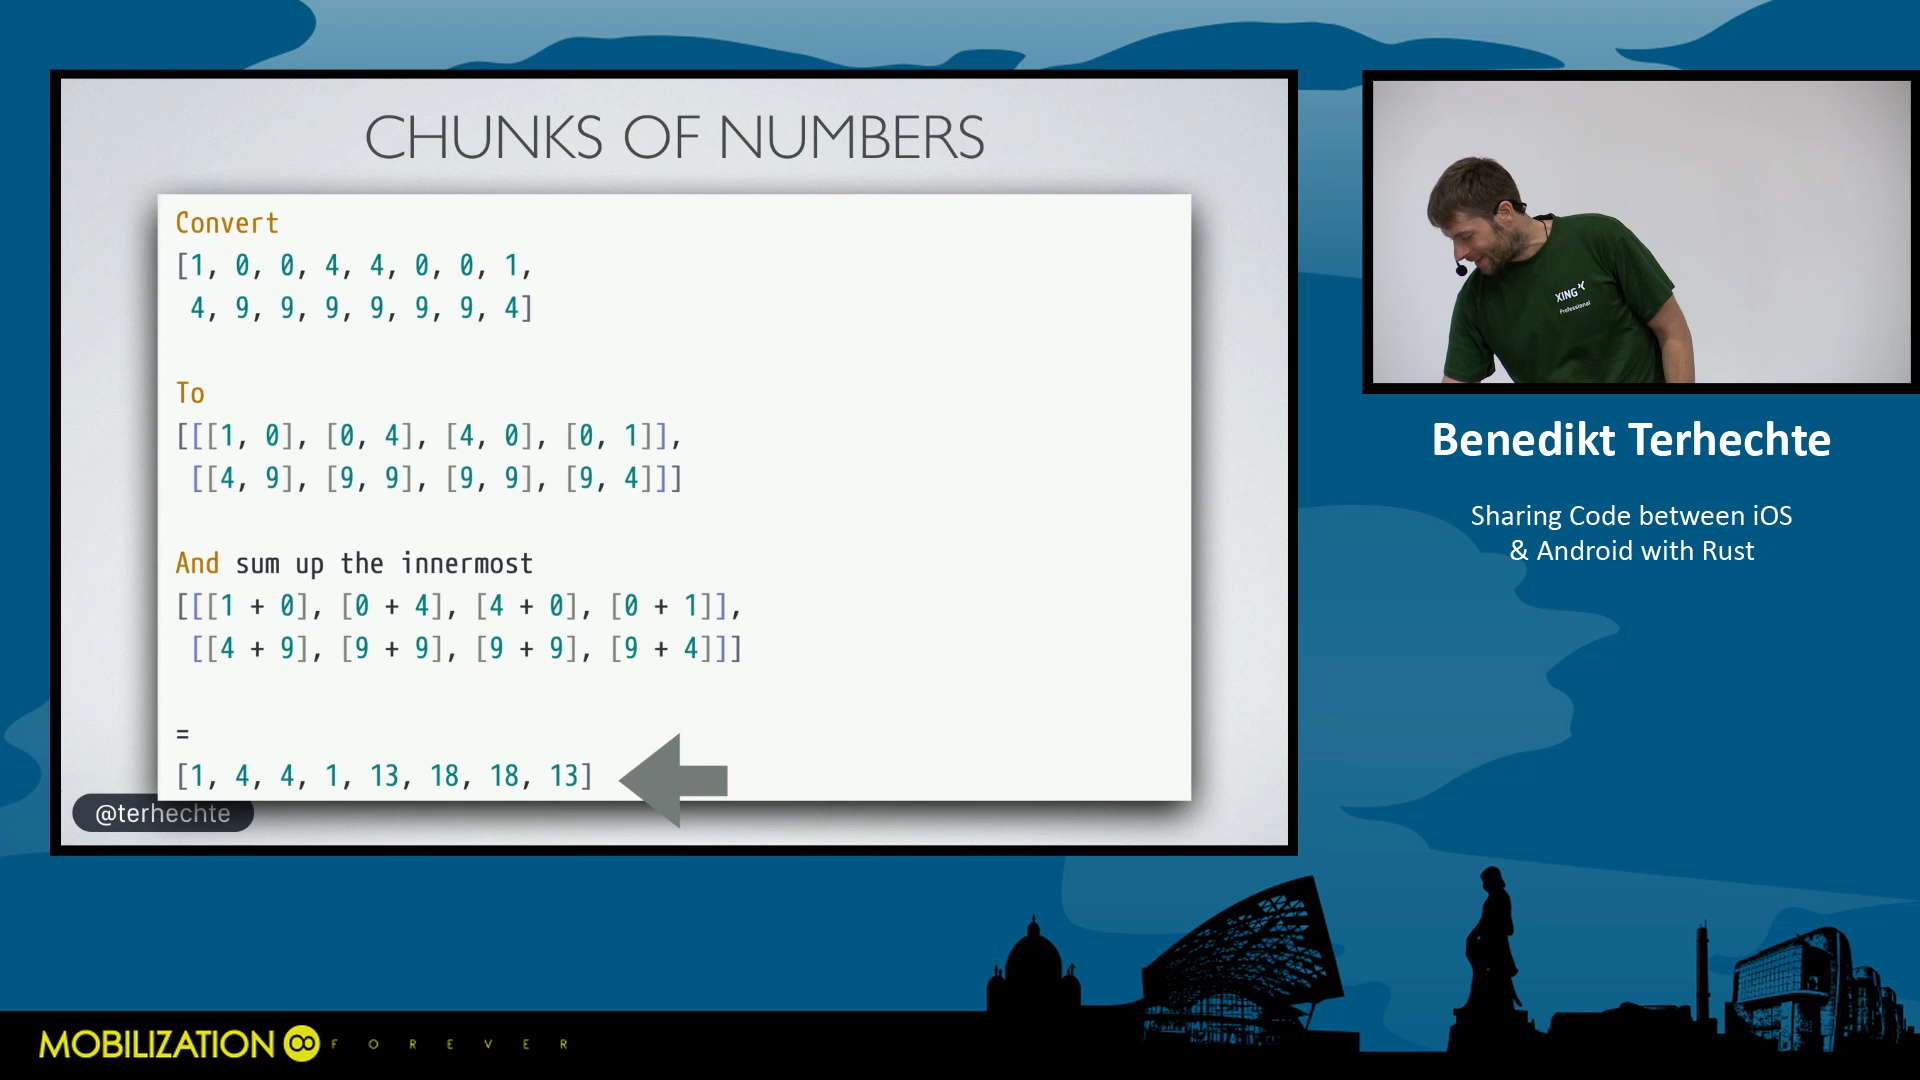 CHUNKS OF NUMBERS
Convert
[1, 0, 0, 4, 4, 0, 0, 1,
4, 9, 9, 9, 9, 9, 9, 4]
To
[[[1, 0], [0, 4], [4, 0], [0, 1]],
[[4, 9], [9, 9], [9, 9], [9, 4]]]
And sum up the innermost
[[[1 + 0], [0 + 4], [4 + 0], [0 + 1]],
[[4 + 9], [9 + 9], [9 + 9], [9 + 4]]]
=
[1, 4, 4, 1, 13, 18, 18, 13]
@terhechte
XING
Professional
Benedikt Terhechte
Sharing Code between iOS
& Android with Rust
MOBILIZATION ∞ FOREVER